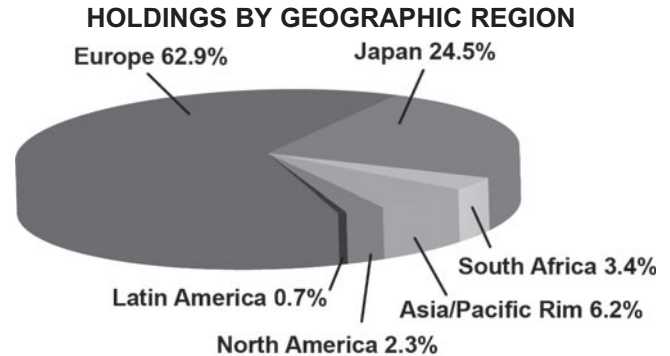 HOLDINGS BY GEOGRAPHIC REGION
Europe 62.9%
Japan 24.5%
South Africa 3.4%
Latin America 0.7%
Asia/Pacific Rim 6.2%
North America 2.3%